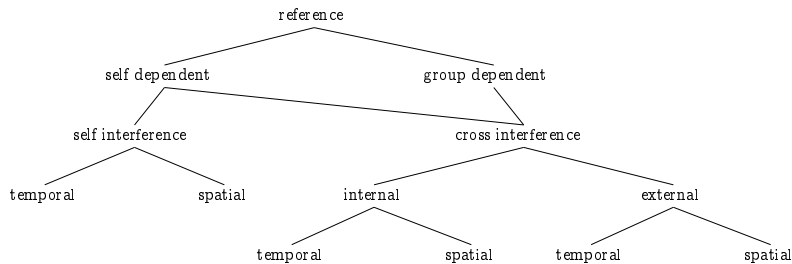 reference
self dependent group dependent
self interference cross interference
temporal spatial internal external
temporal spatial temporal spatial